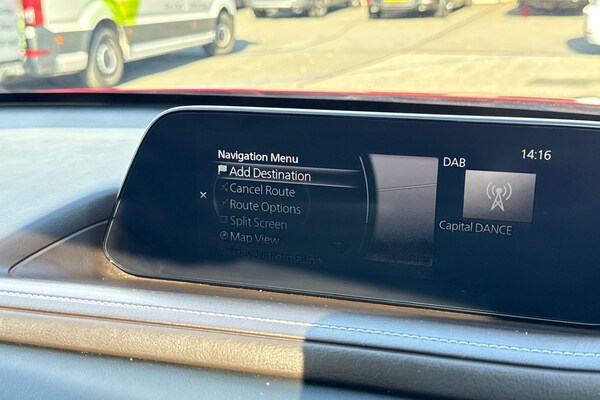 Navigation Menu
Add Destination
Cancel Route
Route Options
Split Screen
Map View
DAB
14:16
Capital DANCE